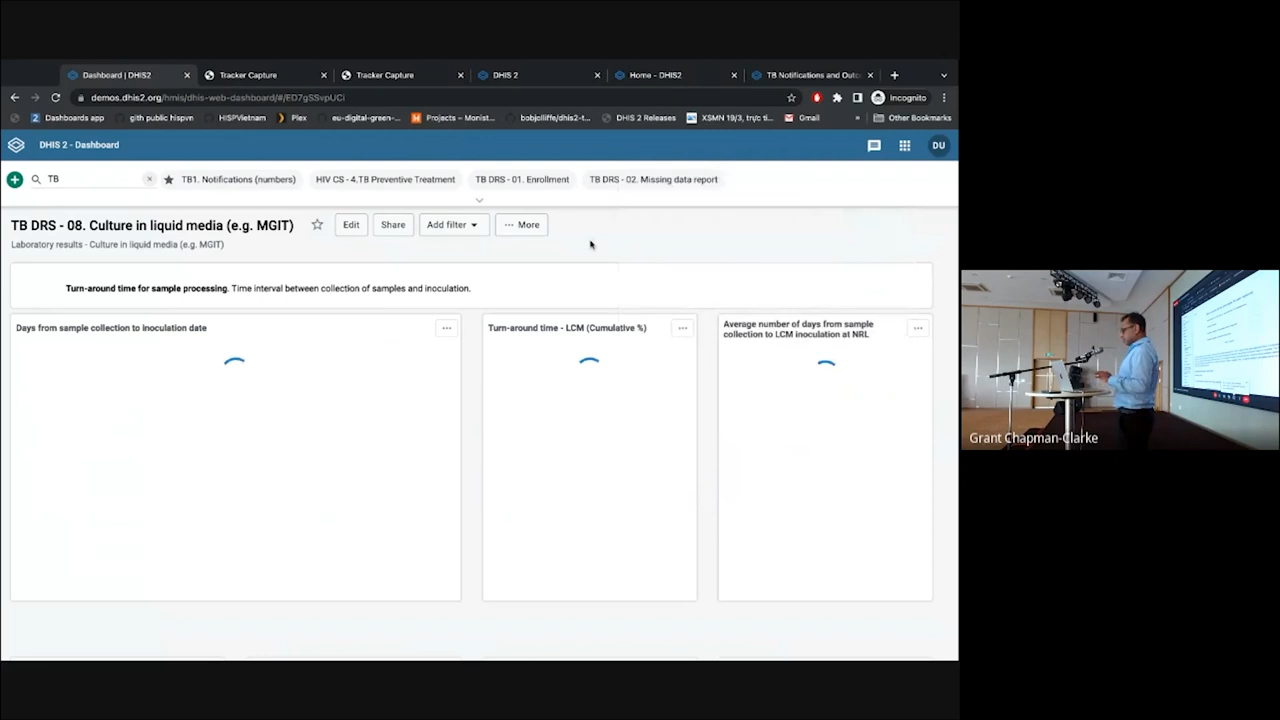 Dashboard | DHIS2
Tracker Capture
Tracker Capture
DHIS 2
Home - DHIS2
TB Notifications and Outc
demos.dhis2.org/hmis/dhis-web-dashboard/#/ED7gSSvpUCi
Incognito
Dashboards app
gith public hispvn
HISPVietnam
Plex
eu-digital-green-...
Projects – Monist...
bobjolliffe/dhis2-t...
DHIS 2 Releases
XSMN 19/3, trực ti...
Gmail
»
Other Bookmarks
DHIS 2 - Dashboard
DU
TB
TB1. Notifications (numbers)
HIV CS - 4.TB Preventive Treatment
TB DRS - 01. Enrollment
TB DRS - 02. Missing data report
TB DRS - 08. Culture in liquid media (e.g. MGIT)
Edit
Share
Add filter
More
Laboratory results - Culture in liquid media (e.g. MGIT)
Turn-around time for sample processing. Time interval between collection of samples and inoculation.
Days from sample collection to inoculation date
Turn-around time - LCM (Cumulative %)
Average number of days from sample
collection to LCM inoculation at NRL
Grant Chapman-Clarke